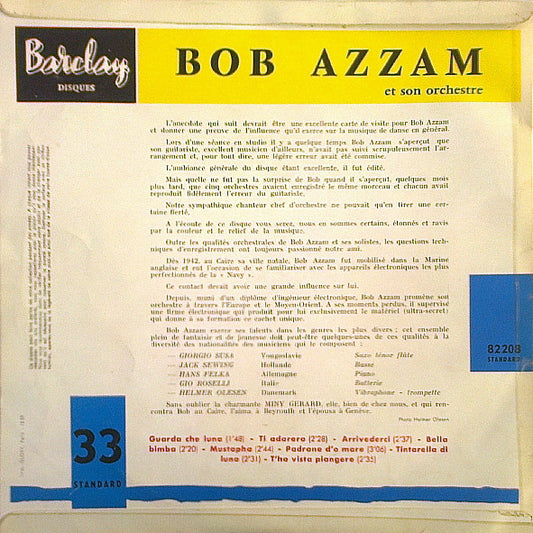 Barclay
DISQUES
BOB AZZAM
et son orchestre
L'anecdote qui suit devrait être une excellente carte de visite pour Bob Azzam
et donner une preuve de l'influence qu'il exerce sur la musique de danse en général.
Lors d'une séance en studio il y a quelque temps Bob Azzam s'aperçut que
son guitariste, excellent musicien d'ailleurs, n'avait pas suivi scrupuleusement l'ar-
rangement et, pour tout dire, une légère erreur avait été commise.
L'ambiance générale du disque étant excellente, il fut édité.
Mais quelle ne fut pas la surprise de Bob quand il s'aperçut, quelques mois
plus tard, que cinq orchestres avaient enregistré le même morceau et chacun avait
reproduit fidèlement l'erreur du guitariste.
Notre sympathique chanteur chef d'orchestre ne pouvait qu'en tirer une cer-
taine fierté.
A l'écoute de ce disque vous serez, nous en sommes certains, étonnés et ravis
par la couleur et le relief de la musique.
Outre les qualités orchestrales de Bob Azzam et ses solistes, les questions tech-
niques d'enregistrement ont toujours passionné notre ami.
Dès 1942, au Caire sa ville natale, Bob Azzam fut mobilisé dans la Marine
anglaise et eut l'occasion de se familiariser avec les appareils électroniques les plus
perfectionnés de la « Navy ».
Ce contact devait avoir une grande influence sur lui.
Depuis, muni d'un diplôme d'ingénieur électronique, Bob Azzam promène son
orchestre à travers l'Europe et le Moyen-Orient. A ses moments perdus, il supervise
une firme électronique qui produit pour lui exclusivement le matériel (ultra-secret)
qui donne à sa formation ce cachet unique.
Bob Azzam exerce ses talents dans les genres les plus divers ; cet ensemble
plein de fantaisie et de jeunesse doit peut-être quelques-unes de ces qualités à la
diversité des nationalités des musiciens qui le composent :
— GIORGIO SUSA Yougoslavie Saxo ténor flûte
— JACK SEWING Hollande Basse
— HANS FELKA Allemagne Piano
— GIO ROSELLI Italie Batterie
— HELMER OLESEN Danemark Vibraphone - trompette
Sans oublier la charmante MINY GERARD, elle, bien de chez nous, et qui ren-
contra Bob au Caire, l'aima à Beyrouth et l'épousa à Genève.
Photo Helmer Olesen
Guarda che luna (1'48) - Ti adorero (2'28) - Arrivederci (2'37) - Bella
bimba (2'20) - Mustapha (2'44) - Padrone d'o mare (3'06) - Tintarella di
luna (2'31) - T'ho vista piangere (2'35)
82208
STANDARD
33
STANDARD